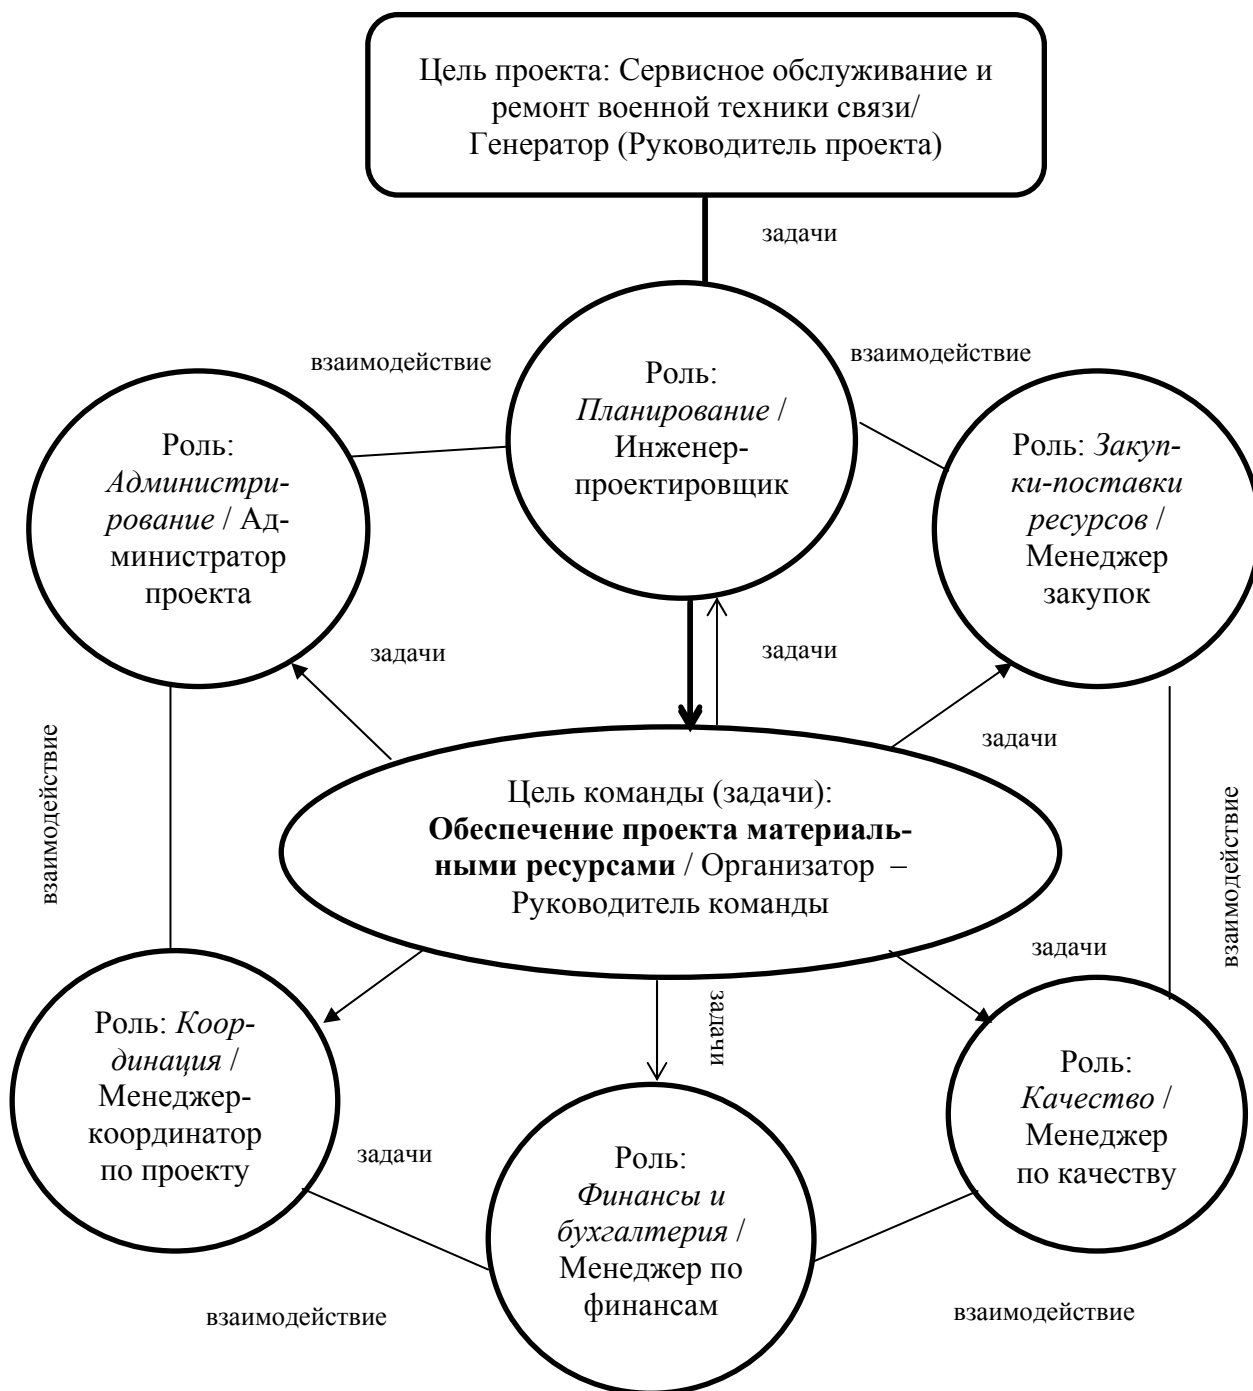 Цель проекта: Сервисное обслуживание и
ремонт военной техники связи/
Генератор (Руководитель проекта)
задачи
взаимодействие
взаимодействие
Роль:
Планирование /
Инженер-
проектировщик
Роль:
Администри-
рование / Ад-
министратор
проекта
Роль: Закуп-
ки-поставки
ресурсов /
Менеджер
закупок
задачи
задачи
задачи
взаимодействие
взаимодействие
Цель команды (задачи):
Обеспечение проекта материаль-
ными ресурсами / Организатор –
Руководитель команды
задачи
задачи
Роль: Коор-
динация /
Менеджер-
координатор
по проекту
Роль:
Качество /
Менеджер
по качеству
задачи
Роль:
Финансы и
бухгалтерия /
Менеджер по
финансам
взаимодействие
взаимодействие